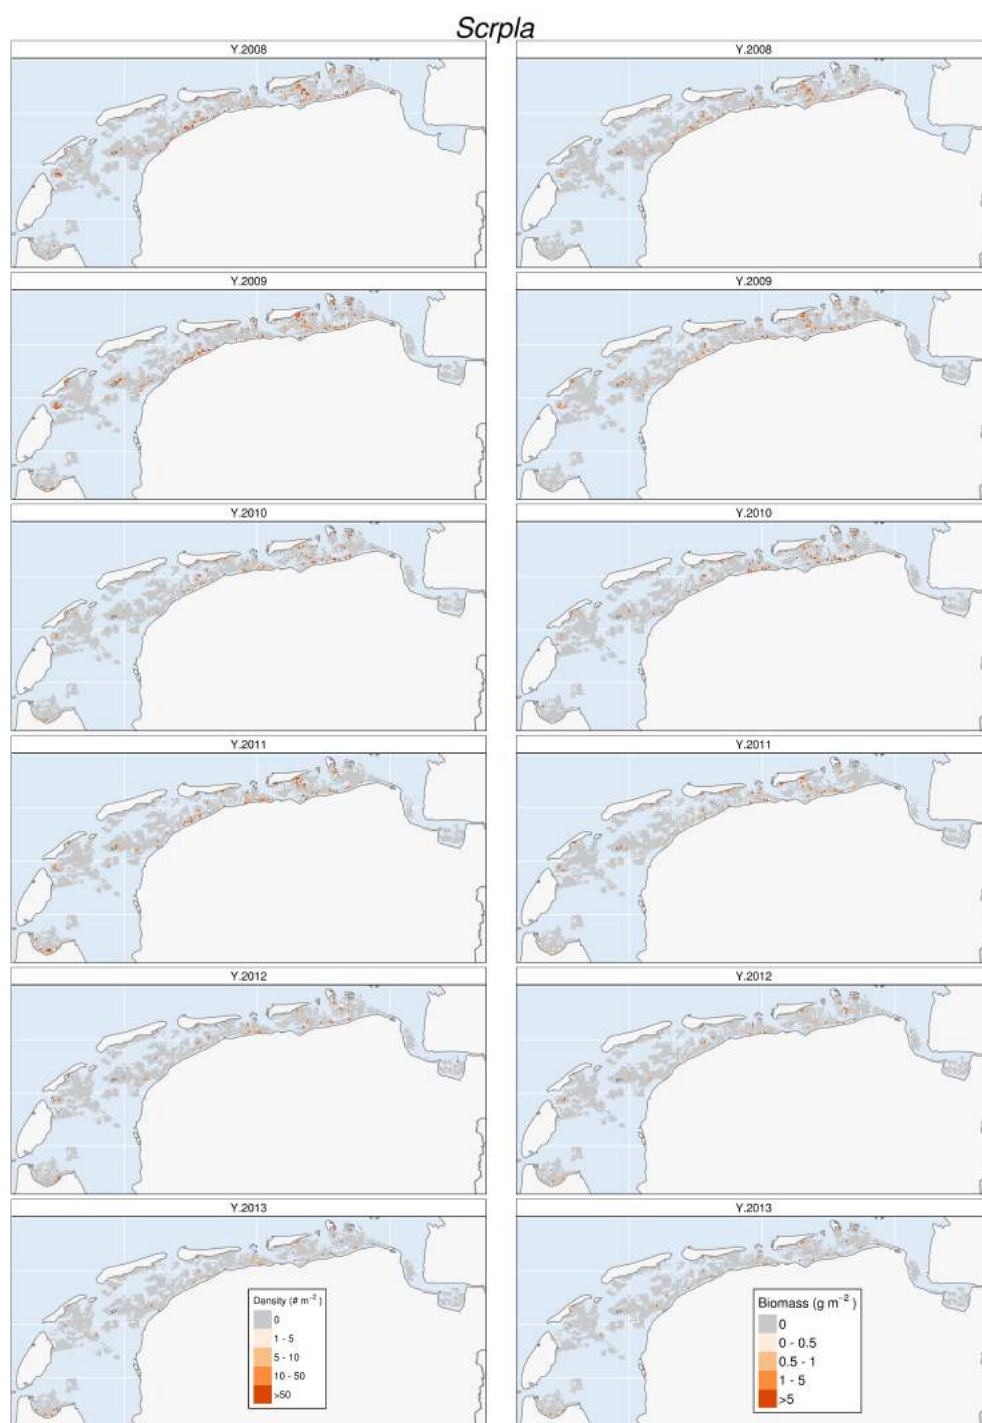 Scrpla
Y.2008
Y.2008
Y.2009
Y.2009
Y.2010
Y.2010
Y.2011
Y.2011
Y.2012
Y.2012
Y.2013
Y.2013
Density (# m⁻²)
0
1 - 5
5 - 10
10 - 50
>50
Biomass (g m⁻²)
0
0 - 0.5
0.5 - 1
1 - 5
>5